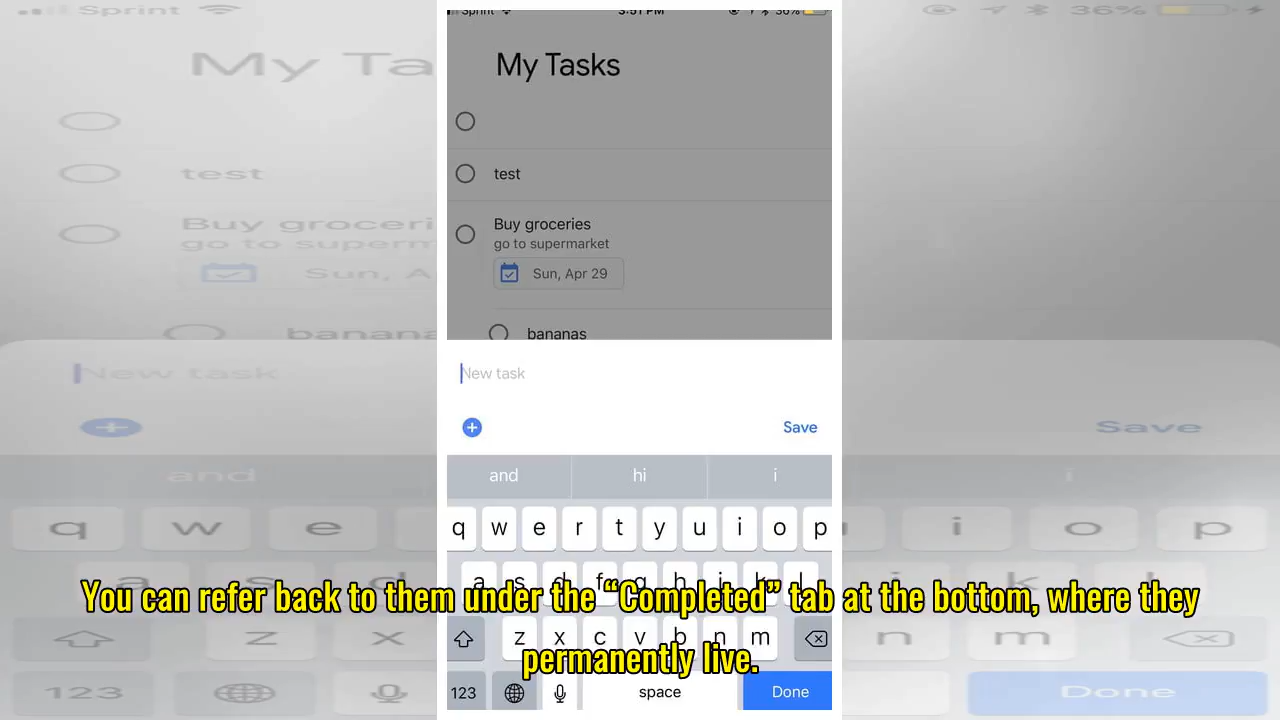 Sprint 3:51 PM 36%
My Tasks
test
Buy groceries
go to supermarket
Sun, Apr 29
bananas
New task
Save
and hi i
q w e r t y u i o p
a s d f g h j k l
You can refer back to them under the “Completed” tab at the bottom, where they
z x c v b n m
permanently live.
123 space Done